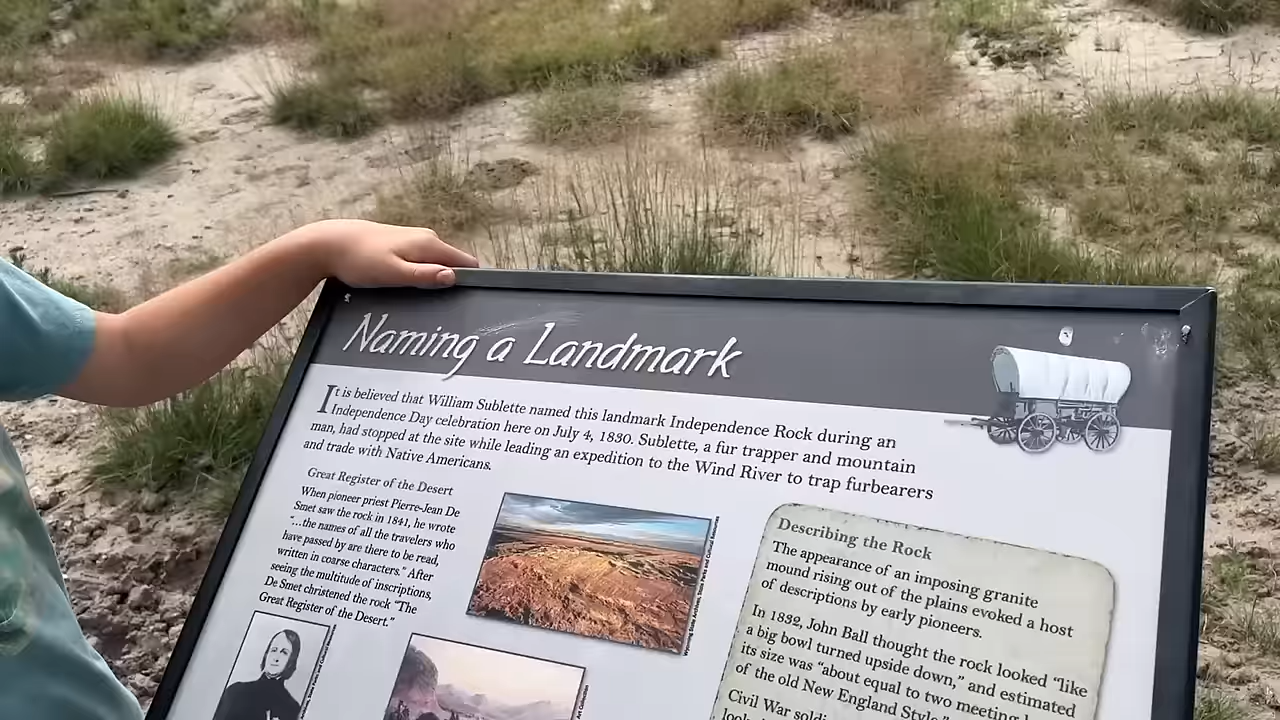 Naming a Landmark
It is believed that William Sublette named this landmark Independence Rock during an
Independence Day celebration here on July 4, 1830. Sublette, a fur trapper and mountain
man, had stopped at the site while leading an expedition to the Wind River to trap furbearers
and trade with Native Americans.
Great Register of the Desert
When pioneer priest Pierre-Jean De
Smet saw the rock in 1841, he wrote
"...the names of all the travelers who
have passed by are there to be read,
written in coarse characters." After
seeing the multitude of inscriptions,
De Smet christened the rock "The
Great Register of the Desert."
Describing the Rock
The appearance of an imposing granite
mound rising out of the plains evoked a host
of descriptions by early pioneers.
In 1832, John Ball thought the rock looked "like
a big bowl turned upside down," and estimated
its size was "about equal to two meeting
of the old New England Style."
Civil War